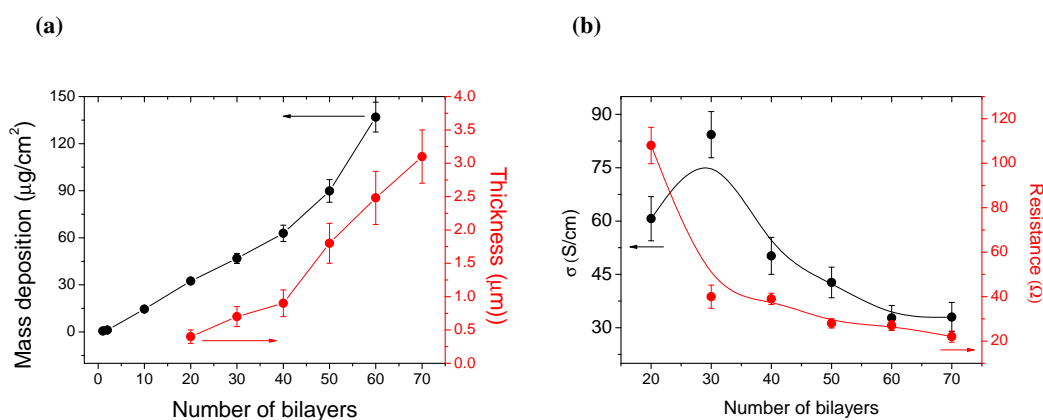 (a)
(b)
150
120
90
60
30
0
Mass deposition (μg/cm²)
4.0
3.5
3.0
2.5
2.0
1.5
1.0
0.5
0.0
Thickness (μm))
0 10 20 30 40 50 60 70
Number of bilayers
90
75
60
45
30
σ (S/cm)
130
120
100
80
60
40
20
Resistance (Ω)
20 30 40 50 60 70
Number of bilayers